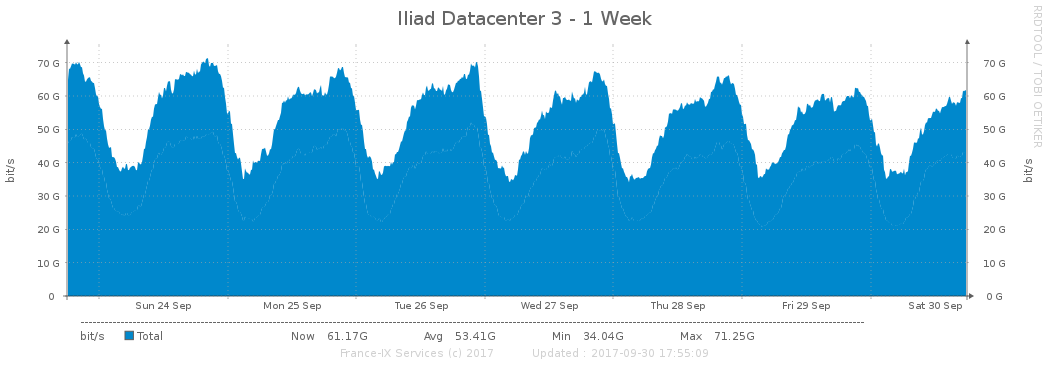 Iliad Datacenter 3 - 1 Week
RRDTOOL / TOBI OETIKER
bit/s
70 G 70 G
60 G 60 G
50 G 50 G
40 G 40 G
30 G 30 G
20 G 20 G
10 G 10 G
0 0 G
bit/s
Sun 24 Sep Mon 25 Sep Tue 26 Sep Wed 27 Sep Thu 28 Sep Fri 29 Sep Sat 30 Sep
bit/s Total Now 61.17G Avg 53.41G Min 34.04G Max 71.25G
France-IX Services (c) 2017 Updated : 2017-09-30 17:55:09